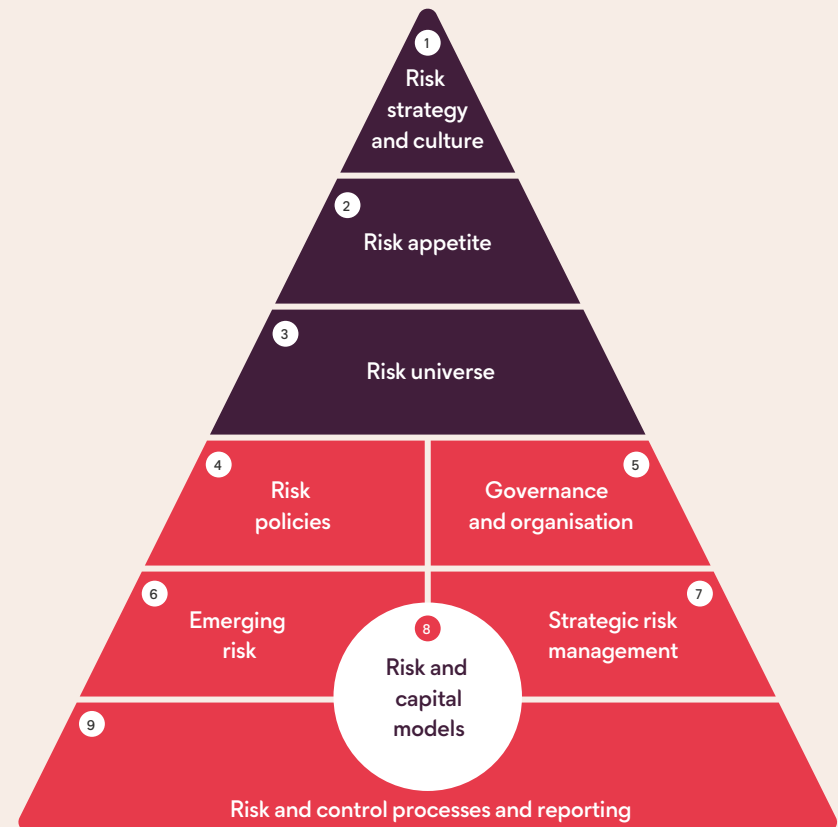 1
Risk
strategy
and culture
2
Risk appetite
3
Risk universe
4
Risk
policies
5
Governance
and organisation
6
Emerging
risk
7
Strategic risk
management
8
Risk and
capital
models
9
Risk and control processes and reporting